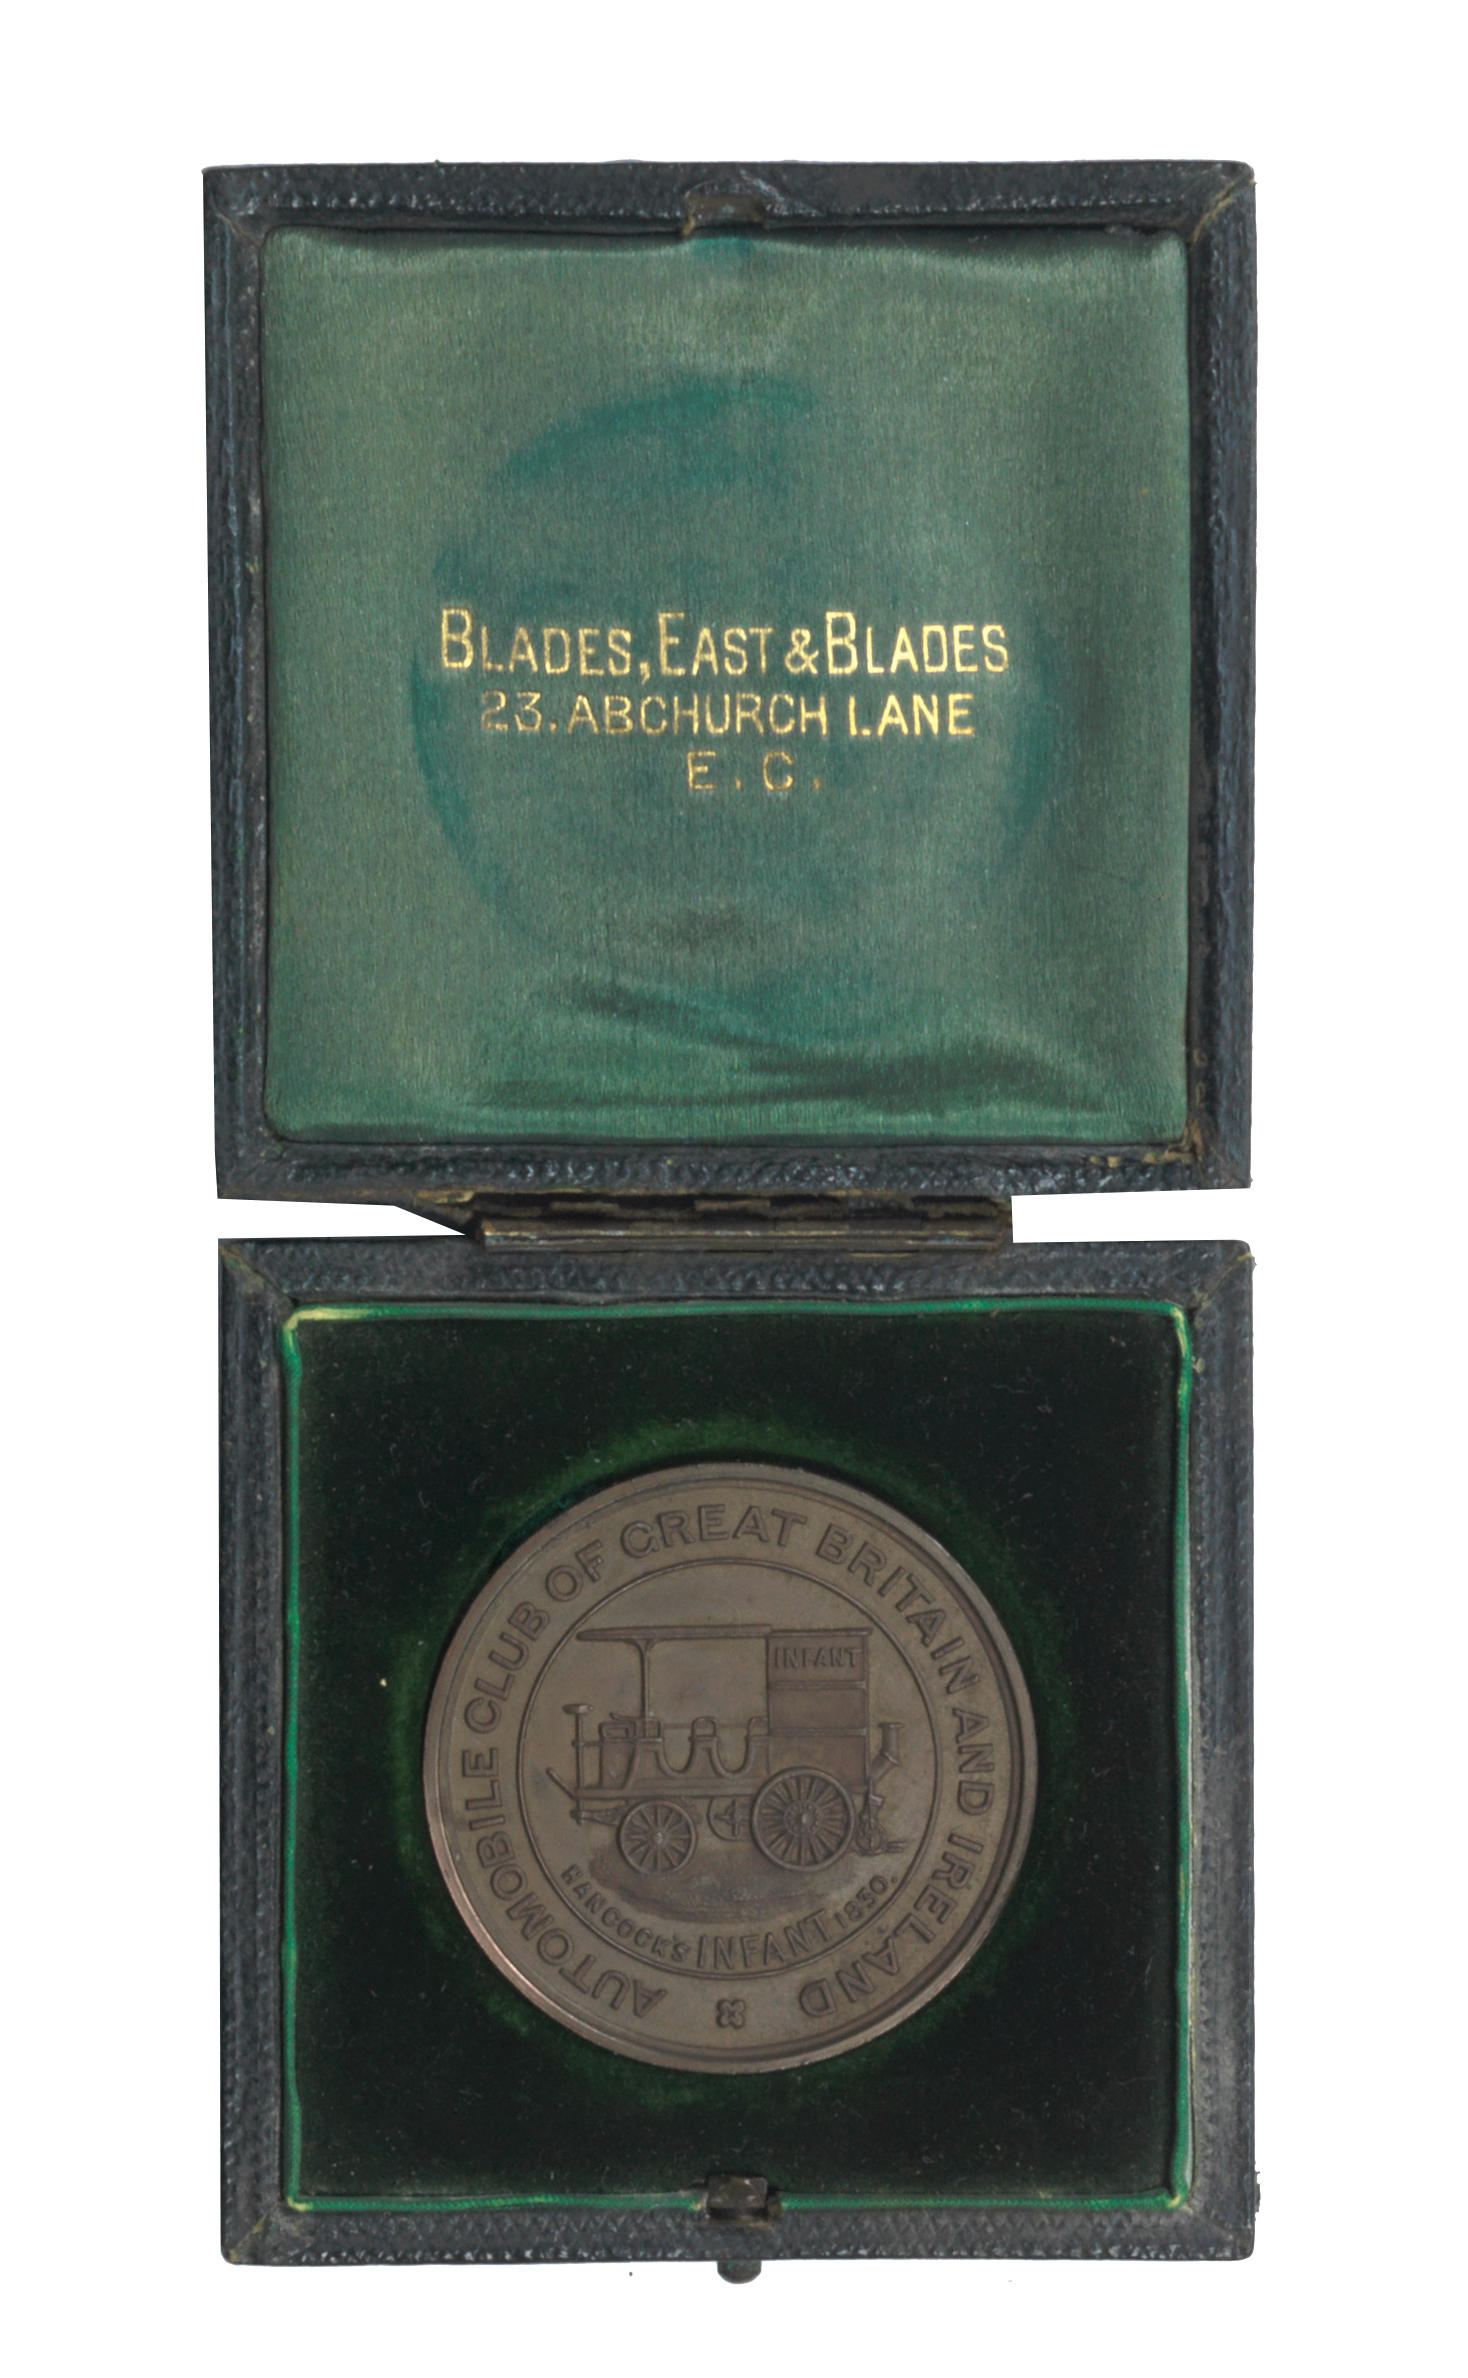 BLADES, EAST & BLADES
23. ABCHURCH LANE
E. C.
AUTOMOBILE CLUB OF GREAT BRITAIN AND IRELAND
INFANT
HANCOCK'S INFANT 1830.